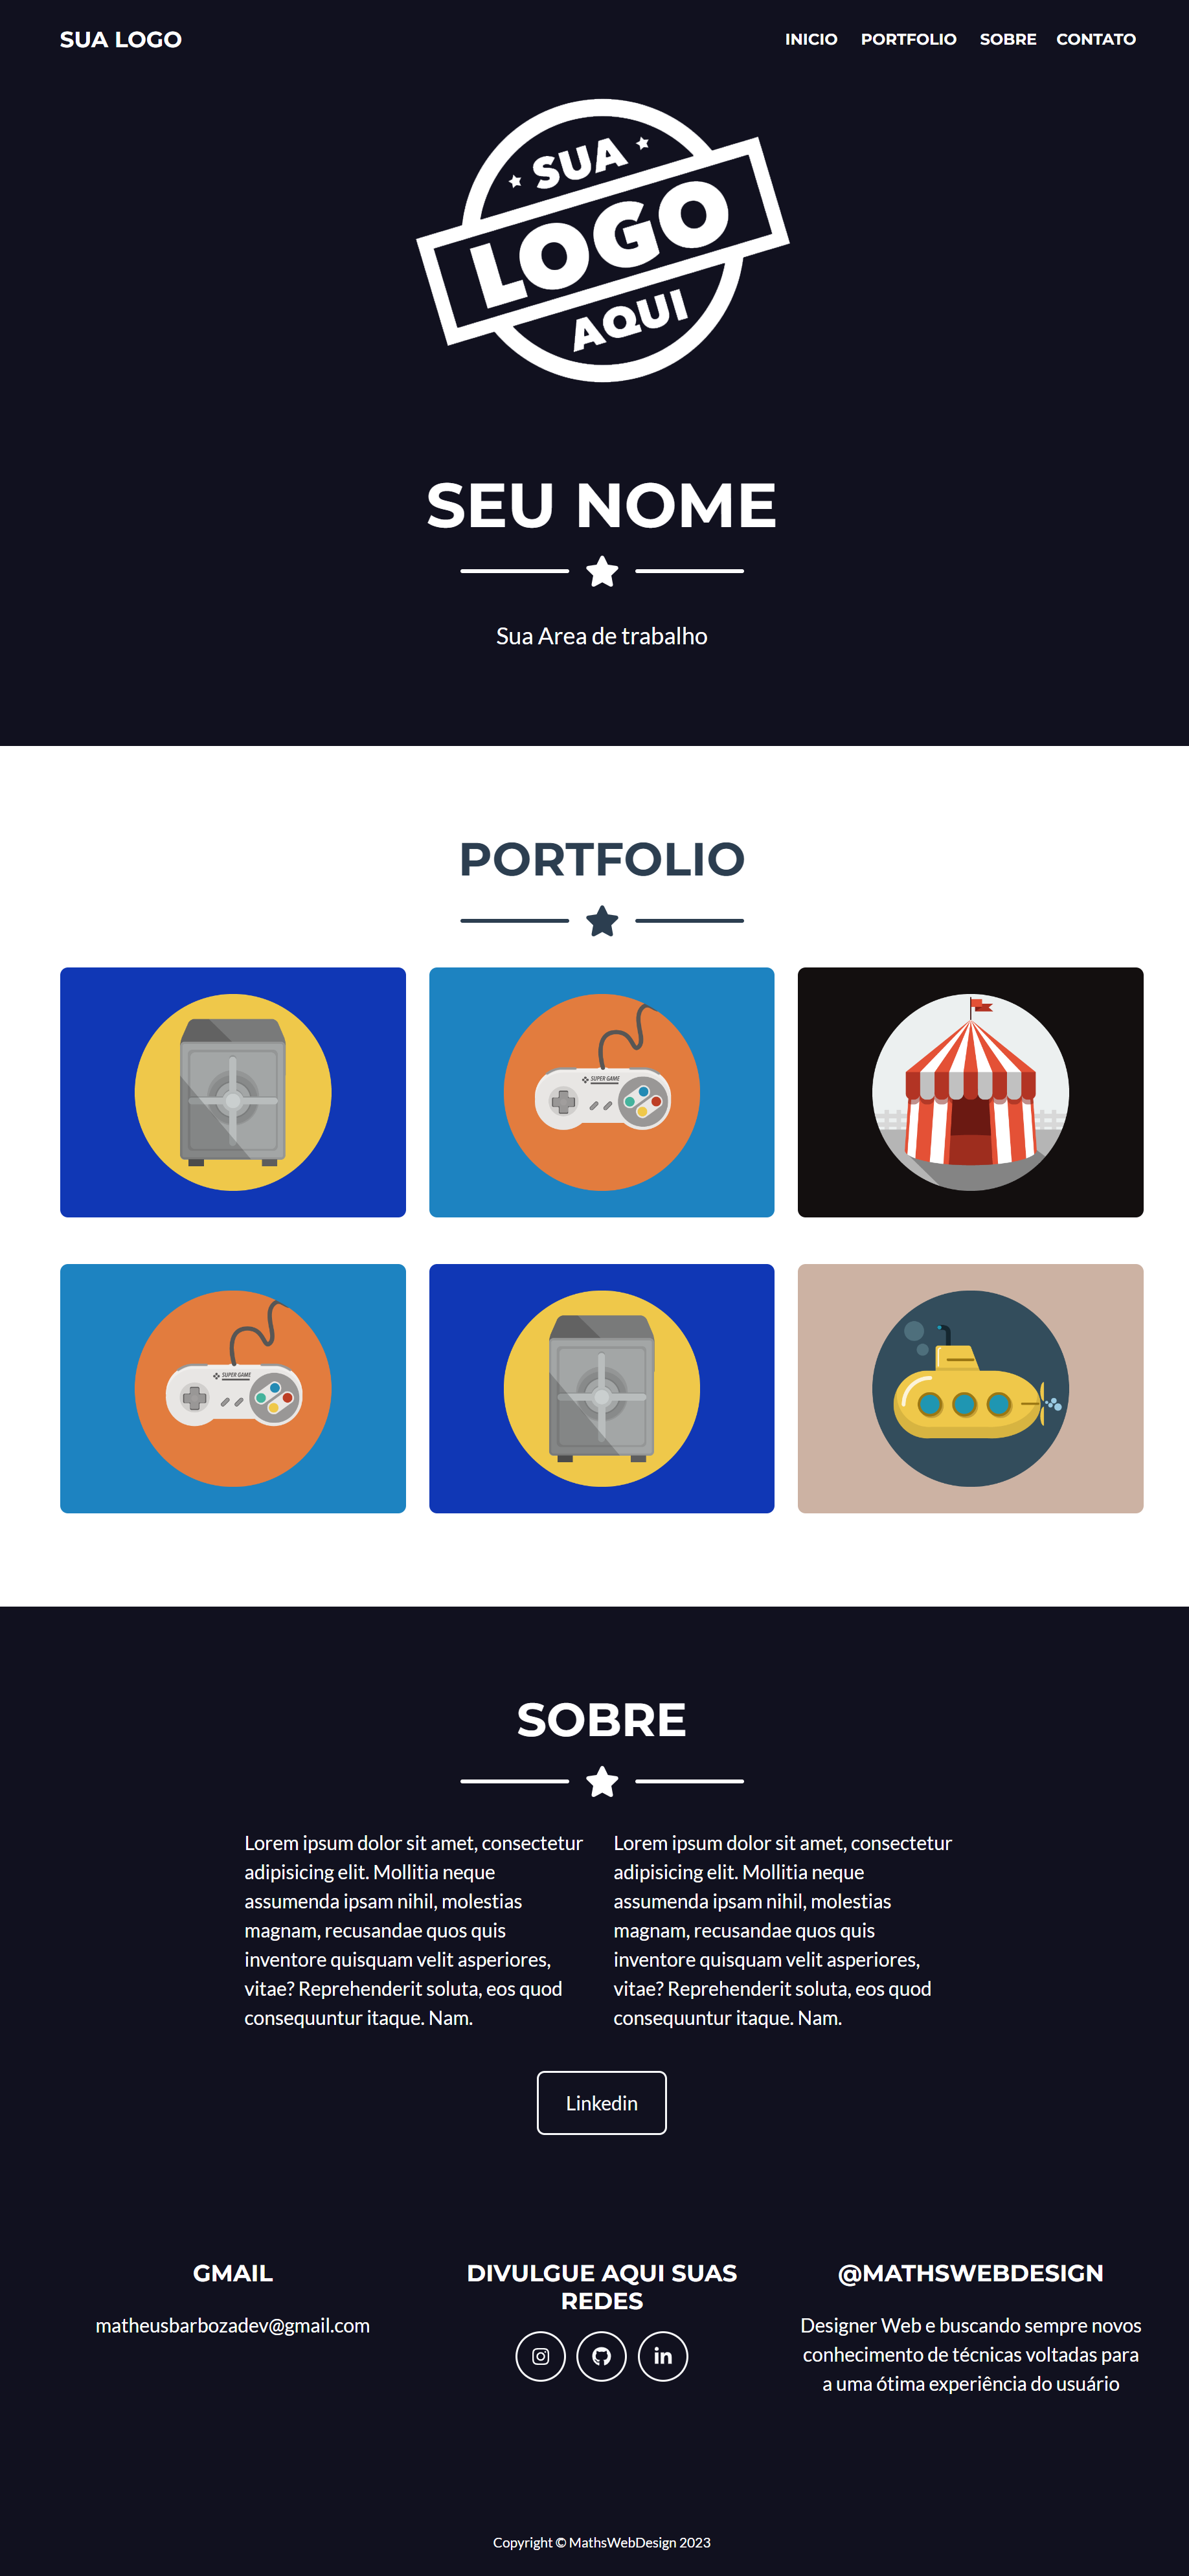 SUA LOGO
INICIO PORTFOLIO SOBRE CONTATO
SUA
LOGO
AQUI
SEU NOME
Sua Area de trabalho
PORTFOLIO
SUPER GAME
SUPER GAME
SOBRE
Lorem ipsum dolor sit amet, consectetur
adipisicing elit. Mollitia neque
assumenda ipsam nihil, molestias
magnam, recusandae quos quis
inventore quisquam velit asperiores,
vitae? Reprehenderit soluta, eos quod
consequuntur itaque. Nam.
Lorem ipsum dolor sit amet, consectetur
adipisicing elit. Mollitia neque
assumenda ipsam nihil, molestias
magnam, recusandae quos quis
inventore quisquam velit asperiores,
vitae? Reprehenderit soluta, eos quod
consequuntur itaque. Nam.
Linkedin
GMAIL
matheusbarbozadev@gmail.com
DIVULGUE AQUI SUAS
REDES
in
@MATHSWEBDESIGN
Designer Web e buscando sempre novos
conhecimento de técnicas voltadas para
a uma ótima experiência do usuário
Copyright © MathsWebDesign 2023